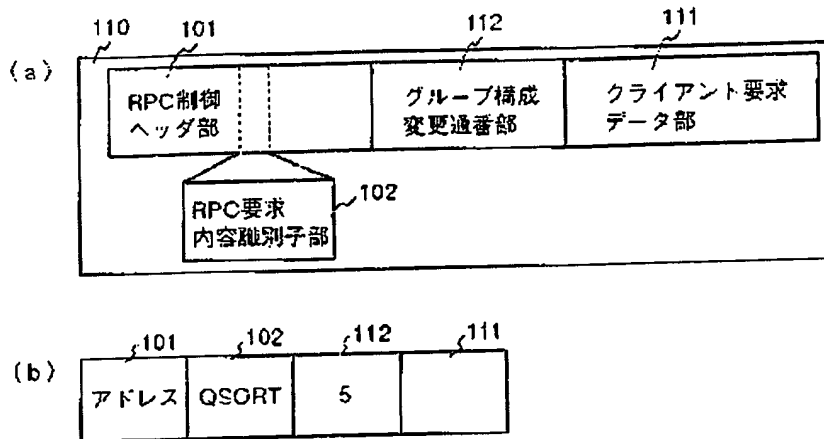 (a)
110
101
112
111
RPC制御
ヘッダ部
グループ構成
変更通番部
クライアント要求
データ部
102
RPC要求
内容識別子部
(b)
101
102
112
111
アドレス
QSORT
5